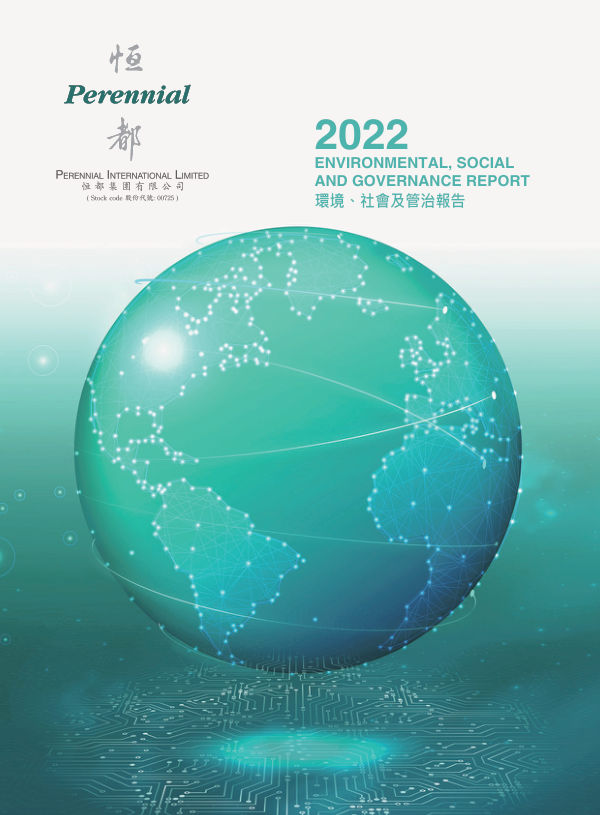 恒
Perennial
都
PERENNIAL INTERNATIONAL LIMITED
恒都集團有限公司
( Stock code 股份代號: 00725 )
2022
ENVIRONMENTAL, SOCIAL
AND GOVERNANCE REPORT
環境、社會及管治報告